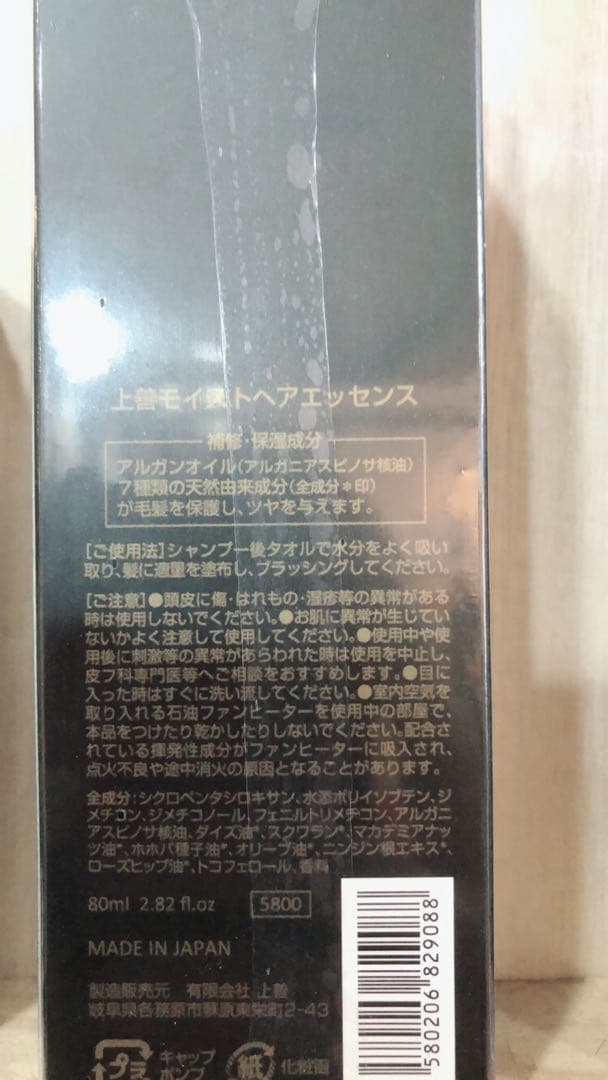 上善モイストヘアエッセンス
補修・保湿成分
アルガンオイル(アルガニアスピノサ核油)
7種類の天然由来成分(全成分*印)
が毛髪を保護し、ツヤを与えます。
[ご使用法]シャンプー後タオルで水分をよく吸い
取り、髪に適量を塗布し、ブラッシングしてください。
[ご注意]●頭皮に傷・はれもの・湿疹等の異常がある
時は使用しないでください。●お肌に異常が生じてい
ないかよく注意して使用してください。●使用中や使
用後に刺激等の異常があらわれた時は使用を中止し、
皮フ科専門医等へご相談をおすすめします。●目に
入った時はすぐに洗い流してください。●室内空気を
取り入れる石油ファンヒーターを使用中の部屋で、
本品をつけたり乾かしたりしないでください。配合さ
れている揮発性成分がファンヒーターに吸入され、
点火不良や途中消火の原因となることがあります。
全成分:シクロペンタシロキサン、水添ポリイソブテン、ジ
メチコン、ジメチコノール、フェニルトリメチコン、アルガニ
アスピノサ核油、ダイズ油*、スクワラン*、マカデミアナッ
ツ油*、ホホバ種子油*、オリーブ油*、ニンジン根エキス*、
ローズヒップ油*、トコフェロール、香料
80ml 2.82 fl.oz 5800
MADE IN JAPAN
製造販売元 有限会社 上善
岐阜県各務原市蘇原東栄町2-43
プラ キャップ
ポンプ
紙 化粧箱
580206 829088